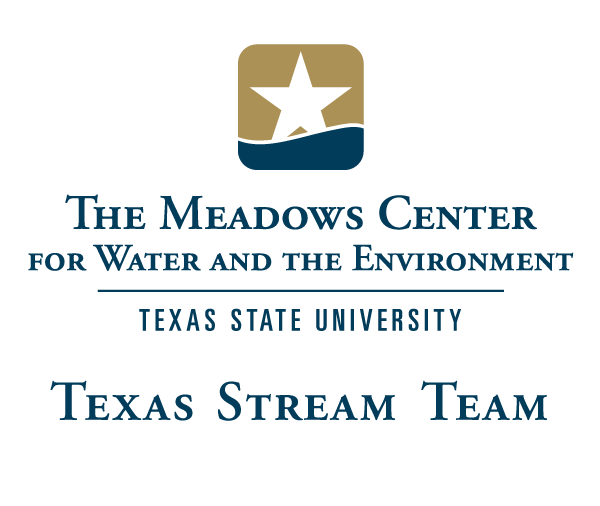 The Meadows Center
for Water and the Environment
TEXAS STATE UNIVERSITY
Texas Stream Team